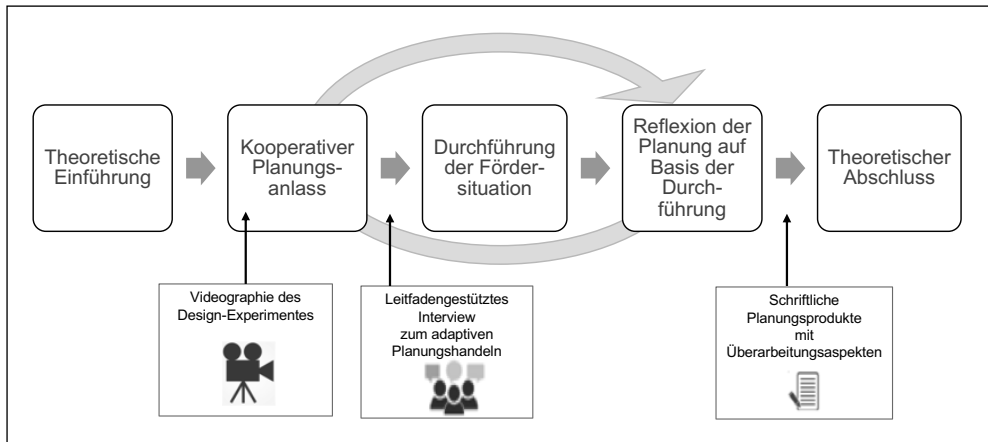 Theoretische
Einführung
Kooperativer
Planungs-
anlass
Durchführung
der Förder-
situation
Reflexion der
Planung auf
Basis der
Durch-
führung
Theoretischer
Abschluss
Videographie des
Design-Experimentes
Leitfadengestütztes
Interview
zum adaptiven
Planungshandeln
Schriftliche
Planungsprodukte
mit
Überarbeitungsaspekten